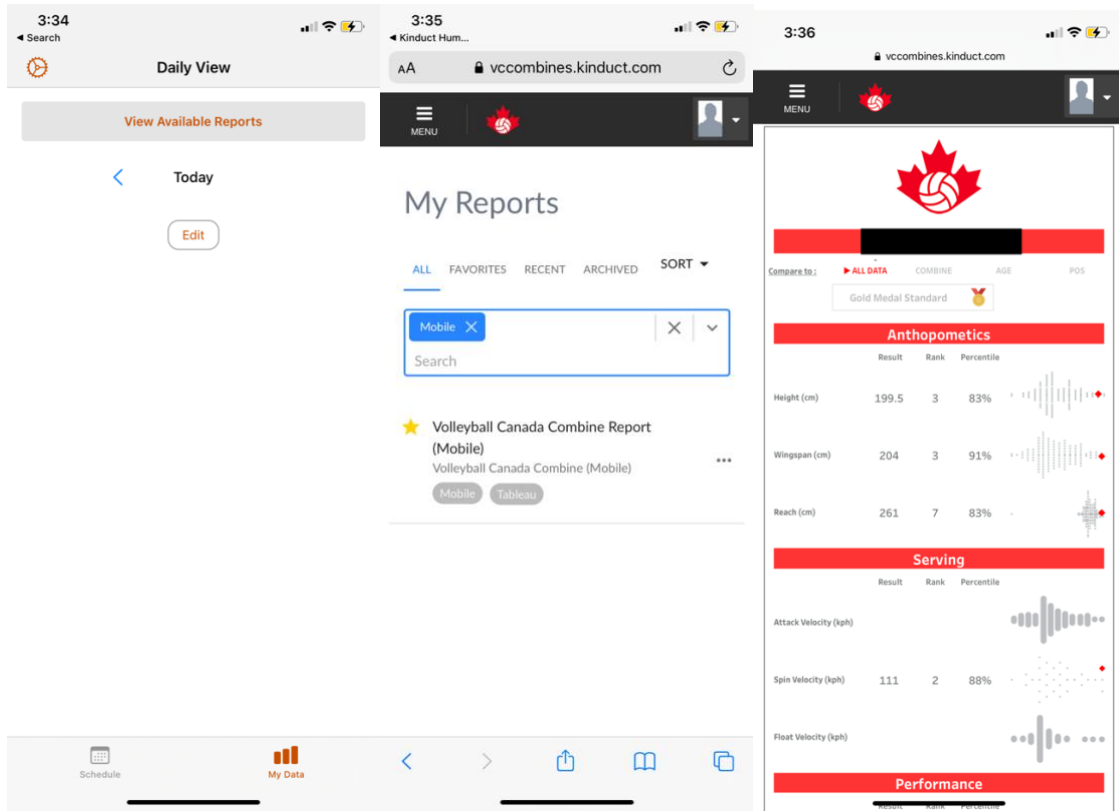 3:34
◄ Search
Daily View
View Available Reports
Today
Edit
Schedule
My Data
3:35
◄ Kinduct Hum...
AA
vccombines.kinduct.com
MENU
My Reports
ALL FAVORITES RECENT ARCHIVED SORT
Mobile
Search
Volleyball Canada Combine Report
(Mobile)
Volleyball Canada Combine (Mobile)
Mobile Tableau
3:36
vccombines.kinduct.com
MENU
Compare to : ▶ ALL DATA COMBINE AGE POS
Gold Medal Standard
Anthopometics
Result Rank Percentile
Height (cm) 199.5 3 83%
Wingspan (cm) 204 3 91%
Reach (cm) 261 7 83%
Serving
Result Rank Percentile
Attack Velocity (kph)
Spin Velocity (kph) 111 2 88%
Float Velocity (kph)
Performance
Result Rank Percentile